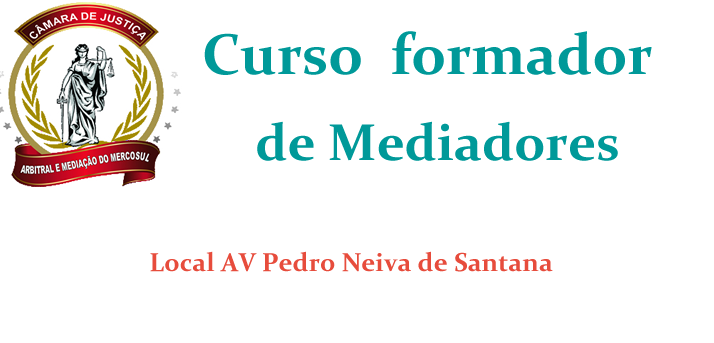 CÂMARA DE JUSTIÇA
ARBITRAL E MEDIAÇÃO DO MERCOSUL
Curso formador
de Mediadores
Local AV Pedro Neiva de Santana